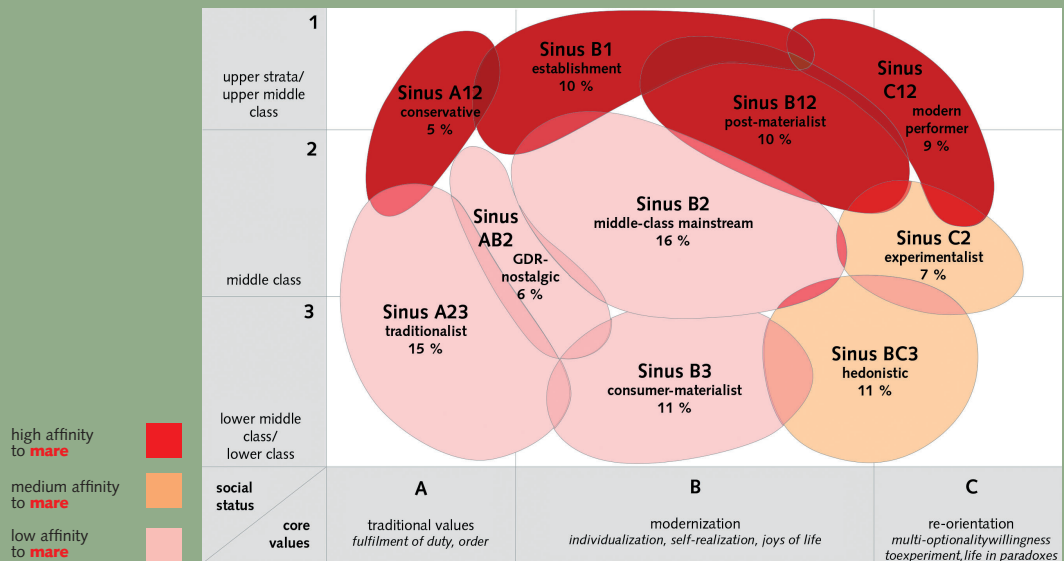 1
upper strata/
upper middle
class
2
middle class
3
lower middle
class/
lower class
Sinus A12
conservative
5 %
Sinus B1
establishment
10 %
Sinus B12
post-materialist
10 %
Sinus
C12
modern
performer
9 %
Sinus
AB2
GDR-
nostalgic
6 %
Sinus B2
middle-class mainstream
16 %
Sinus C2
experimentalist
7 %
Sinus A23
traditionalist
15 %
Sinus B3
consumer-materialist
11 %
Sinus BC3
hedonistic
11 %
high affinity
to mare
medium affinity
to mare
low affinity
to mare
social
status
core
values
A
traditional values
fulfilment of duty, order
B
modernization
individualization, self-realization, joys of life
C
re-orientation
multi-optionalitywillingness
toexperiment,life in paradoxes